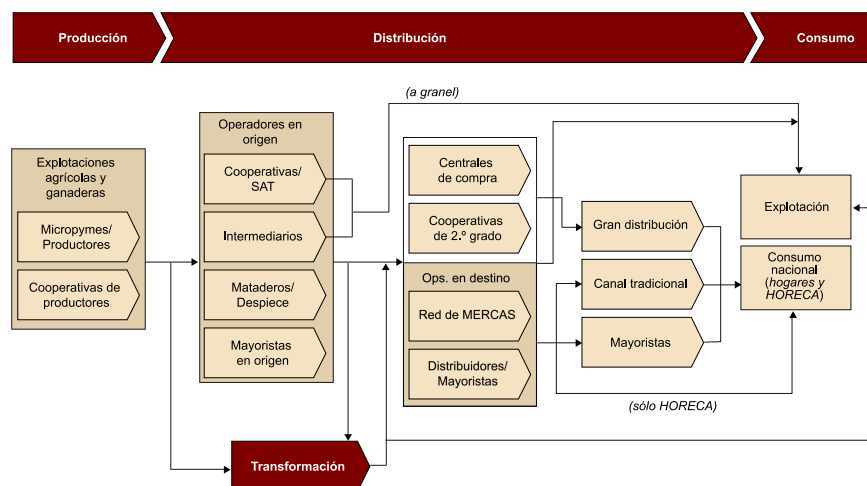 Producción
Distribución
Consumo
(a granel)
Explotaciones
agrícolas y
ganaderas
Micropymes/
Productores
Cooperativas de
productores
Operadores en
origen
Cooperativas/
SAT
Intermediarios
Mataderos/
Despiece
Mayoristas
en origen
Centrales
de compra
Cooperativas
de 2.º grado
Ops. en destino
Red de MERCAS
Distribuidores/
Mayoristas
Gran distribución
Canal tradicional
Mayoristas
Explotación
Consumo
nacional
(hogares y
HORECA)
(sólo HORECA)
Transformación